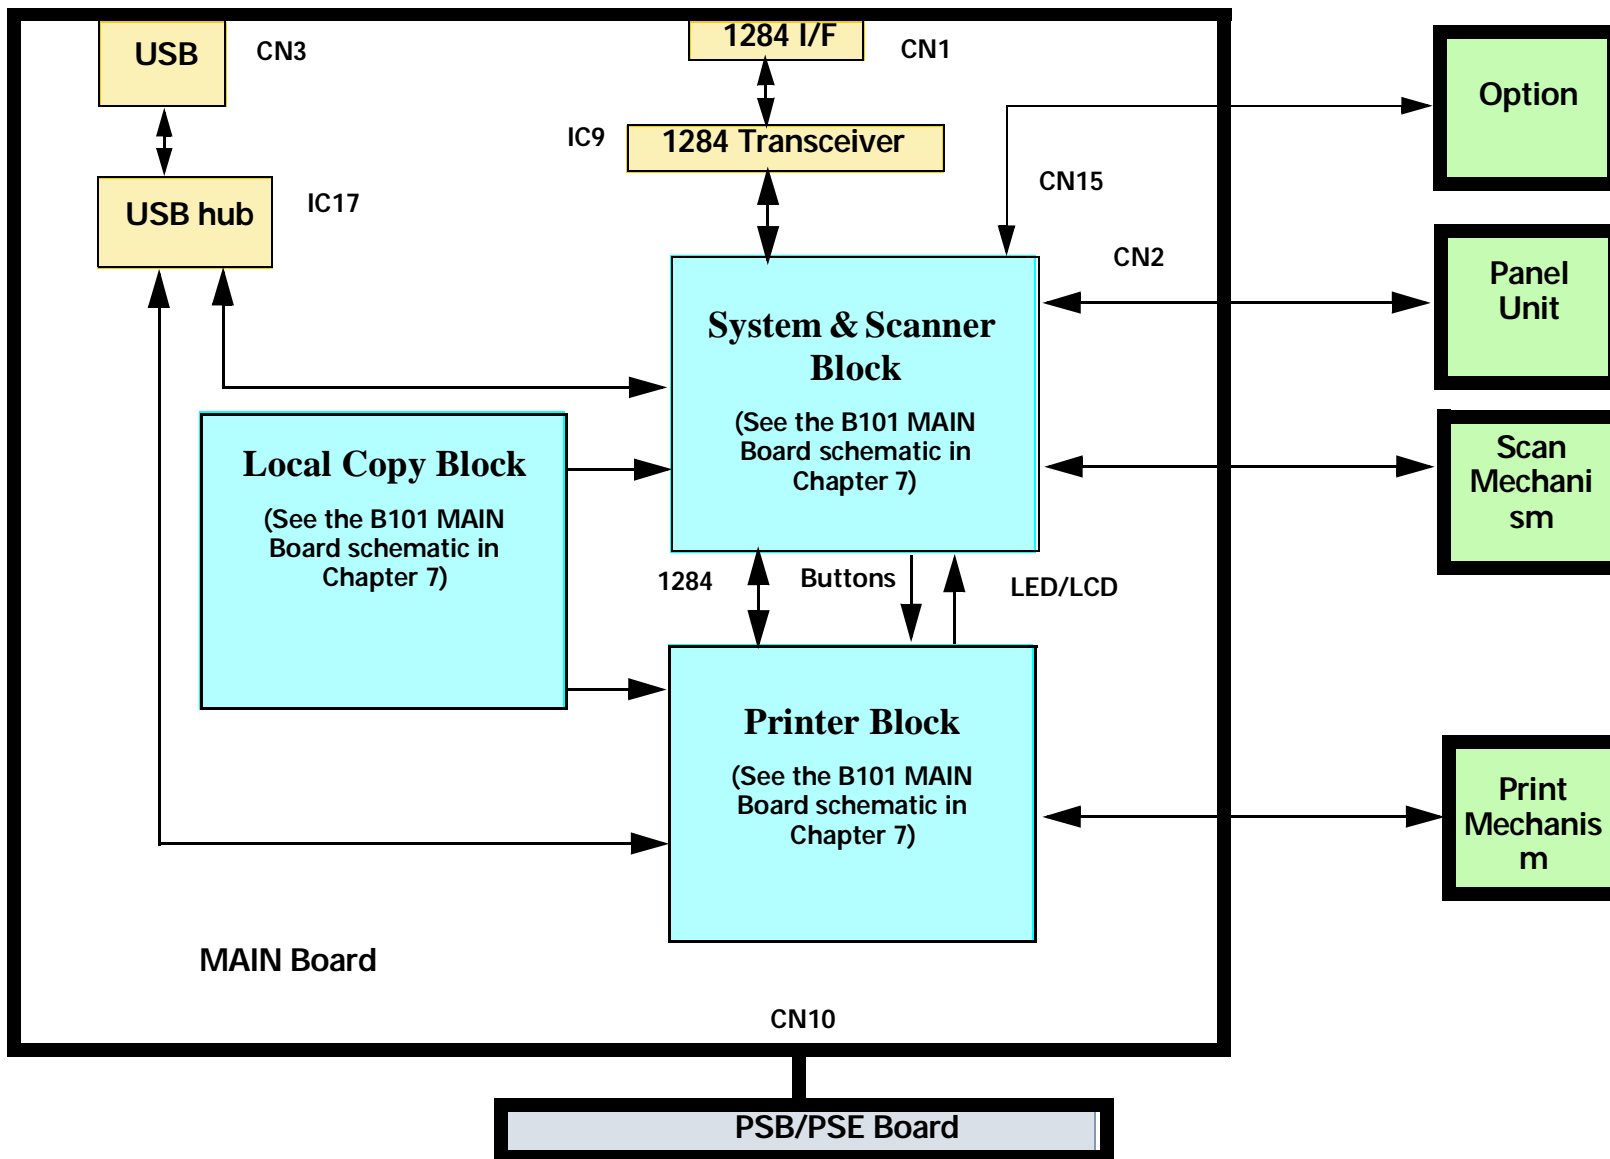 USB
CN3
1284 I/F
CN1
Option
IC9
1284 Transceiver
CN15
USB hub
IC17
CN2
Panel
Unit
System & Scanner
Block
(See the B101 MAIN
Board schematic in
Chapter 7)
Scan
Mechani
sm
Local Copy Block
(See the B101 MAIN
Board schematic in
Chapter 7)
1284
Buttons
LED/LCD
Printer Block
(See the B101 MAIN
Board schematic in
Chapter 7)
Print
Mechanis
m
MAIN Board
CN10
PSB/PSE Board